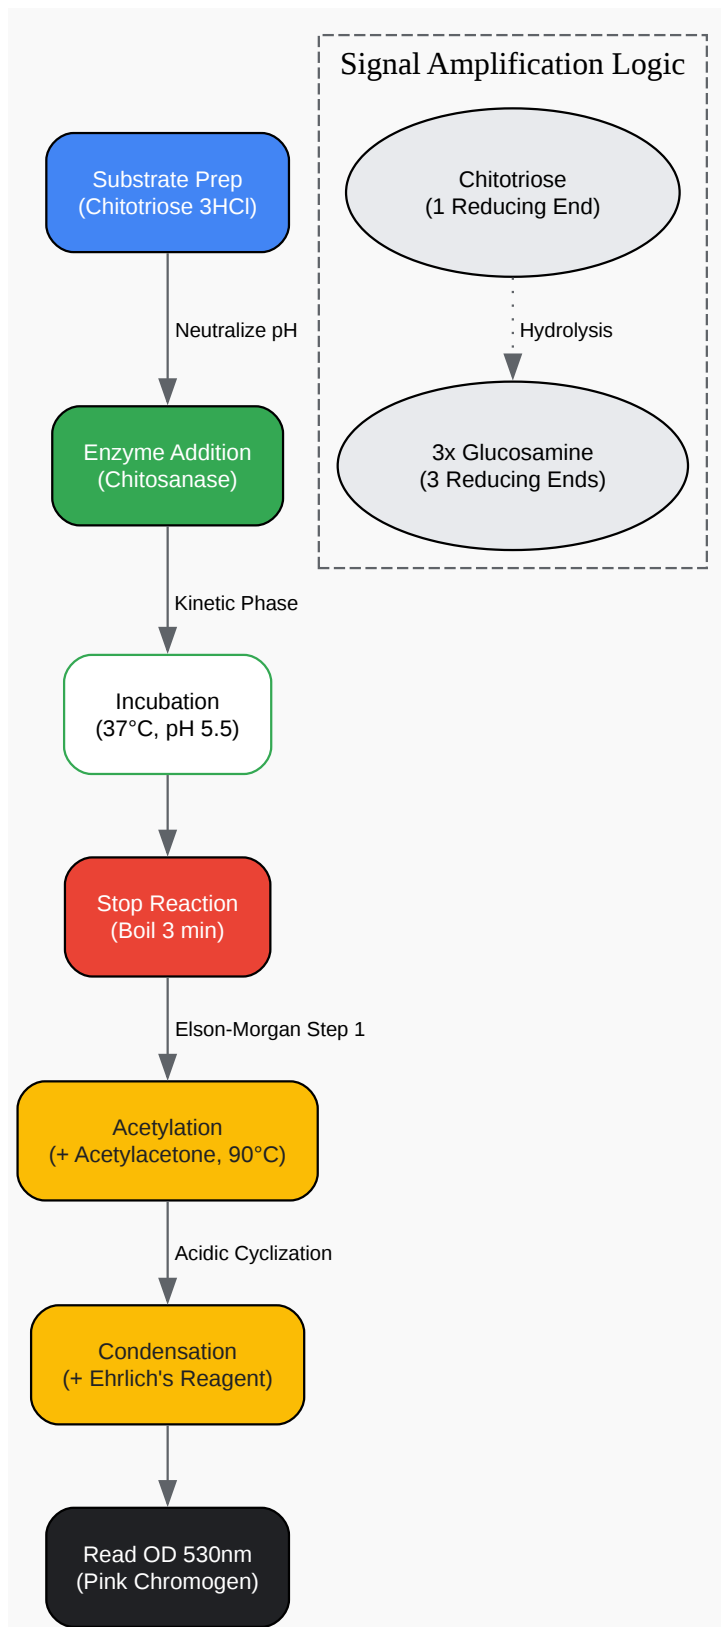 Signal Amplification Logic
Substrate Prep
(Chitotriose 3HCl)
Chitotriose
(1 Reducing End)
Neutralize pH
Hydrolysis
Enzyme Addition
(Chitosanase)
3x Glucosamine
(3 Reducing Ends)
Kinetic Phase
Incubation
(37°C, pH 5.5)
Stop Reaction
(Boil 3 min)
Elson-Morgan Step 1
Acetylation
(+ Acetylacetone, 90°C)
Acidic Cyclization
Condensation
(+ Ehrlich's Reagent)
Read OD 530nm
(Pink Chromogen)